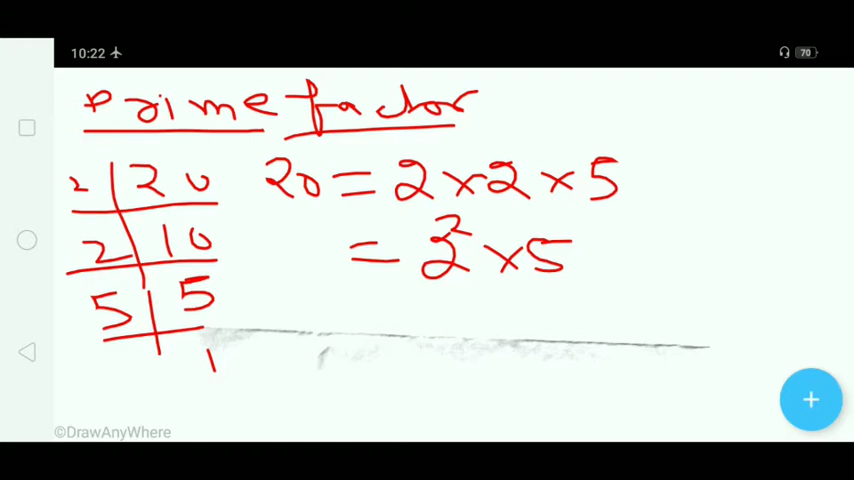 10:22
70
Prime factor
2 | 20
2 | 10
5 | 5
1
20 = 2 × 2 × 5
= 2² × 5
©DrawAnyWhere